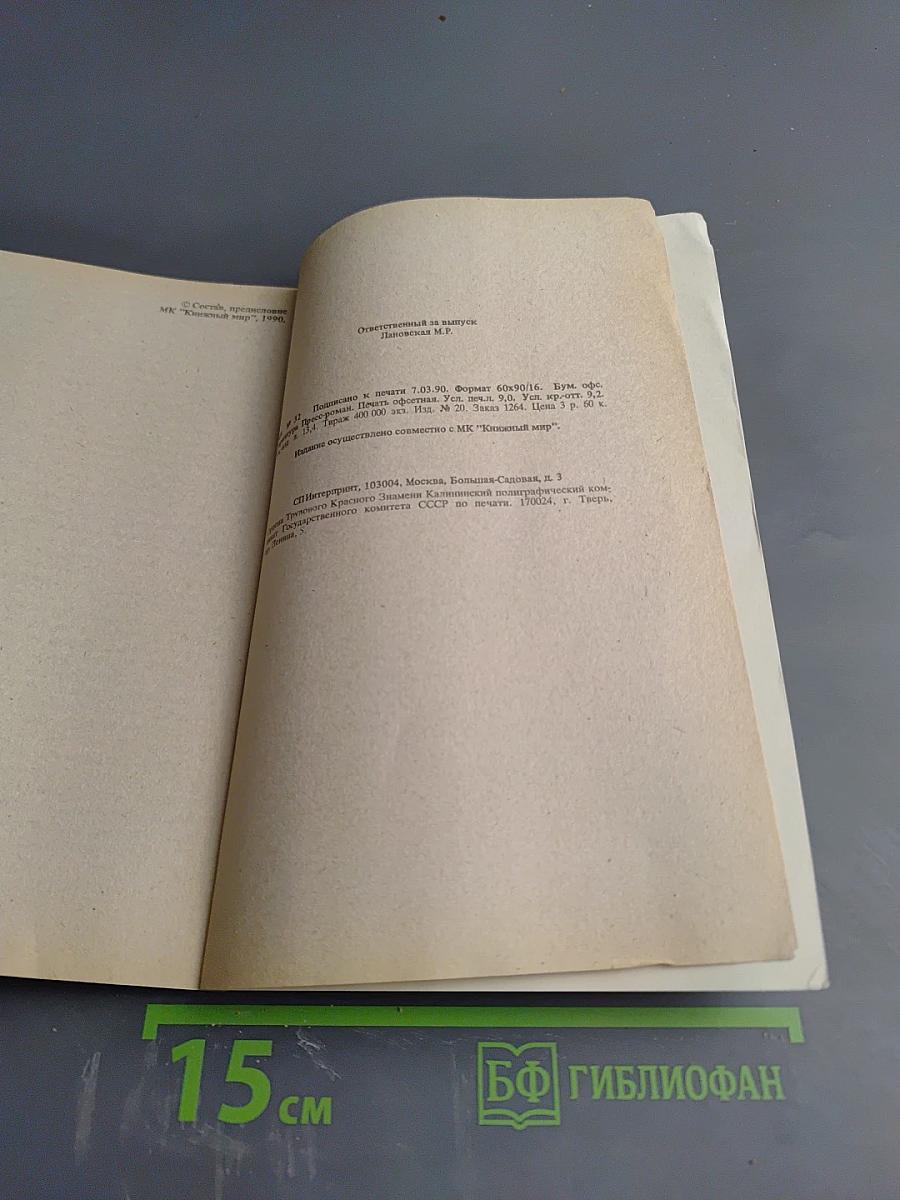 © Состав, предисловие
МК "Книжный мир", 1990.
Ответственный за выпуск
Лановская М.Р.
№ 32 Подписано к печати 7.03.90. Формат 60х90/16. Бум. офс.
Пресс-роман. Печать офсетная. Усл. печ.л. 9,0. Усл. кр.-отт. 9,2.
л. 13,4. Тираж 400 000 экз. Изд. № 20. Заказ 1264. Цена 3 р. 60 к.
Издание осуществлено совместно с МК "Книжный мир".
СП Интерпринт, 103004, Москва, Большая-Садовая, д. 3
Трудового Красного Знамени Калининский полиграфический ком-
Государственного комитета СССР по печати. 170024, г. Тверь,
Ленина, 5.
15 см
БФ ГИБЛИОФАН